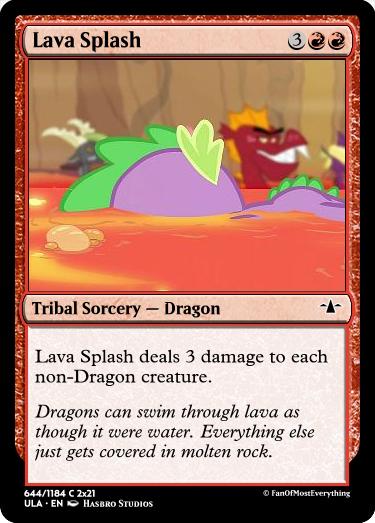 Lava Splash 3
Tribal Sorcery — Dragon
Lava Splash deals 3 damage to each
non-Dragon creature.
Dragons can swim through lava as
though it were water. Everything else
just gets covered in molten rock.
644/1184 C 2x21
ULA · EN HASBRO STUDIOS
© FanOfMostEverything